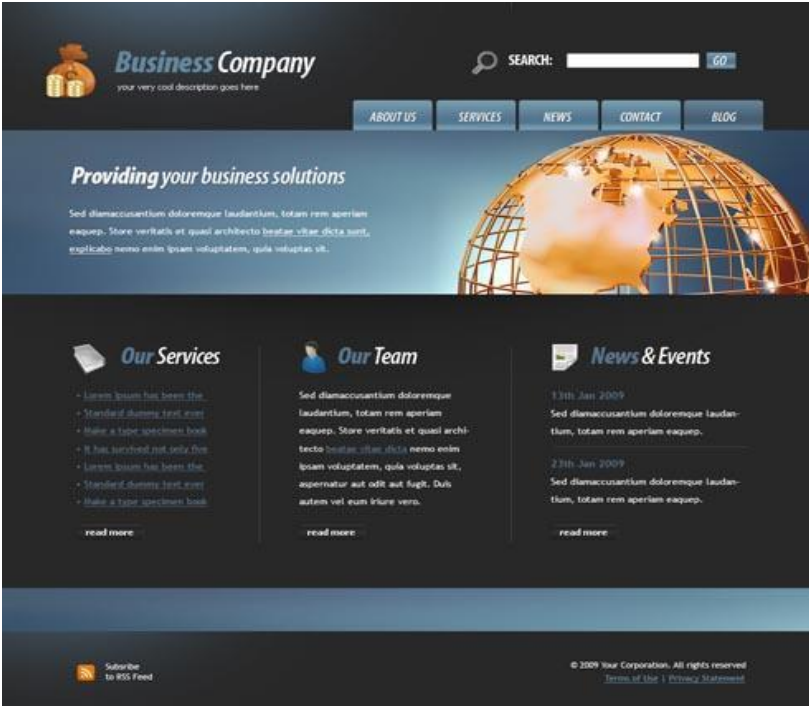 Business Company
your very cool description goes here
SEARCH:
GO
ABOUT US
SERVICES
NEWS
CONTACT
BLOG
Providing your business solutions
Sed diamaccusantium doloremque laudantium, totam rem aperiam
eaquep. Store veritatis et quasi architecto beatae vitae dicta sunt,
explicabo nemo enim ipsam voluptatem, quia voluptas sit.
Our Services
• Lorem Ipsum has been the
• Standard dummy text ever
• Make a type specimen book
• It has survived not only five
• Lorem Ipsum has been the
• Standard dummy text ever
• Make a type specimen book
read more
Our Team
Sed diamaccusantium doloremque
laudantium, totam rem aperiam
eaquep. Store veritatis et quasi archi-
tecto beatae vitae dicta nemo enim
ipsam voluptatem, quia voluptas sit,
aspernatur aut odit aut fugit. Duis
autem vel eum iriure vero.
read more
News & Events
13th Jan 2009
Sed diamaccusantium doloremque laudan-
tium, totam rem aperiam eaquep.
23th Jan 2009
Sed diamaccusantium doloremque laudan-
tium, totam rem aperiam eaquep.
read more
Subsribe
to RSS Feed
© 2009 Your Corporation. All rights reserved
Terms of Use | Privacy Statement